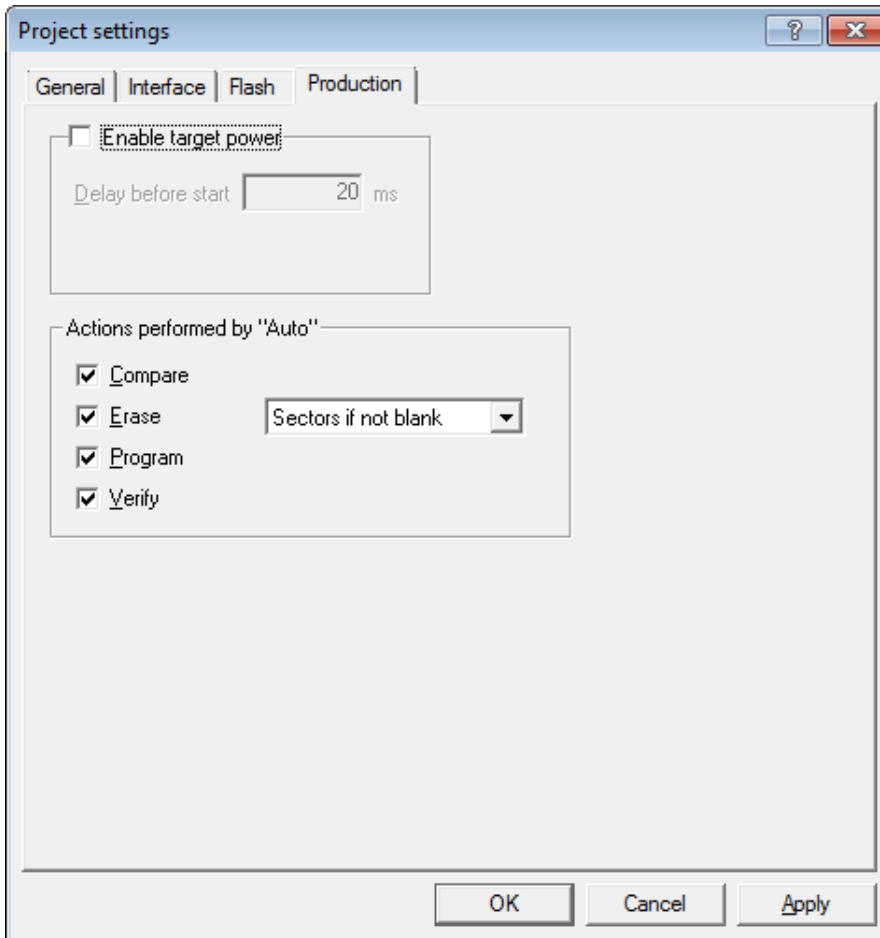 Project settings
General Interface Flash Production
Enable target power
Delay before start 20 ms
Actions performed by "Auto"
Compare
Erase Sectors if not blank
Program
Verify
OK Cancel Apply